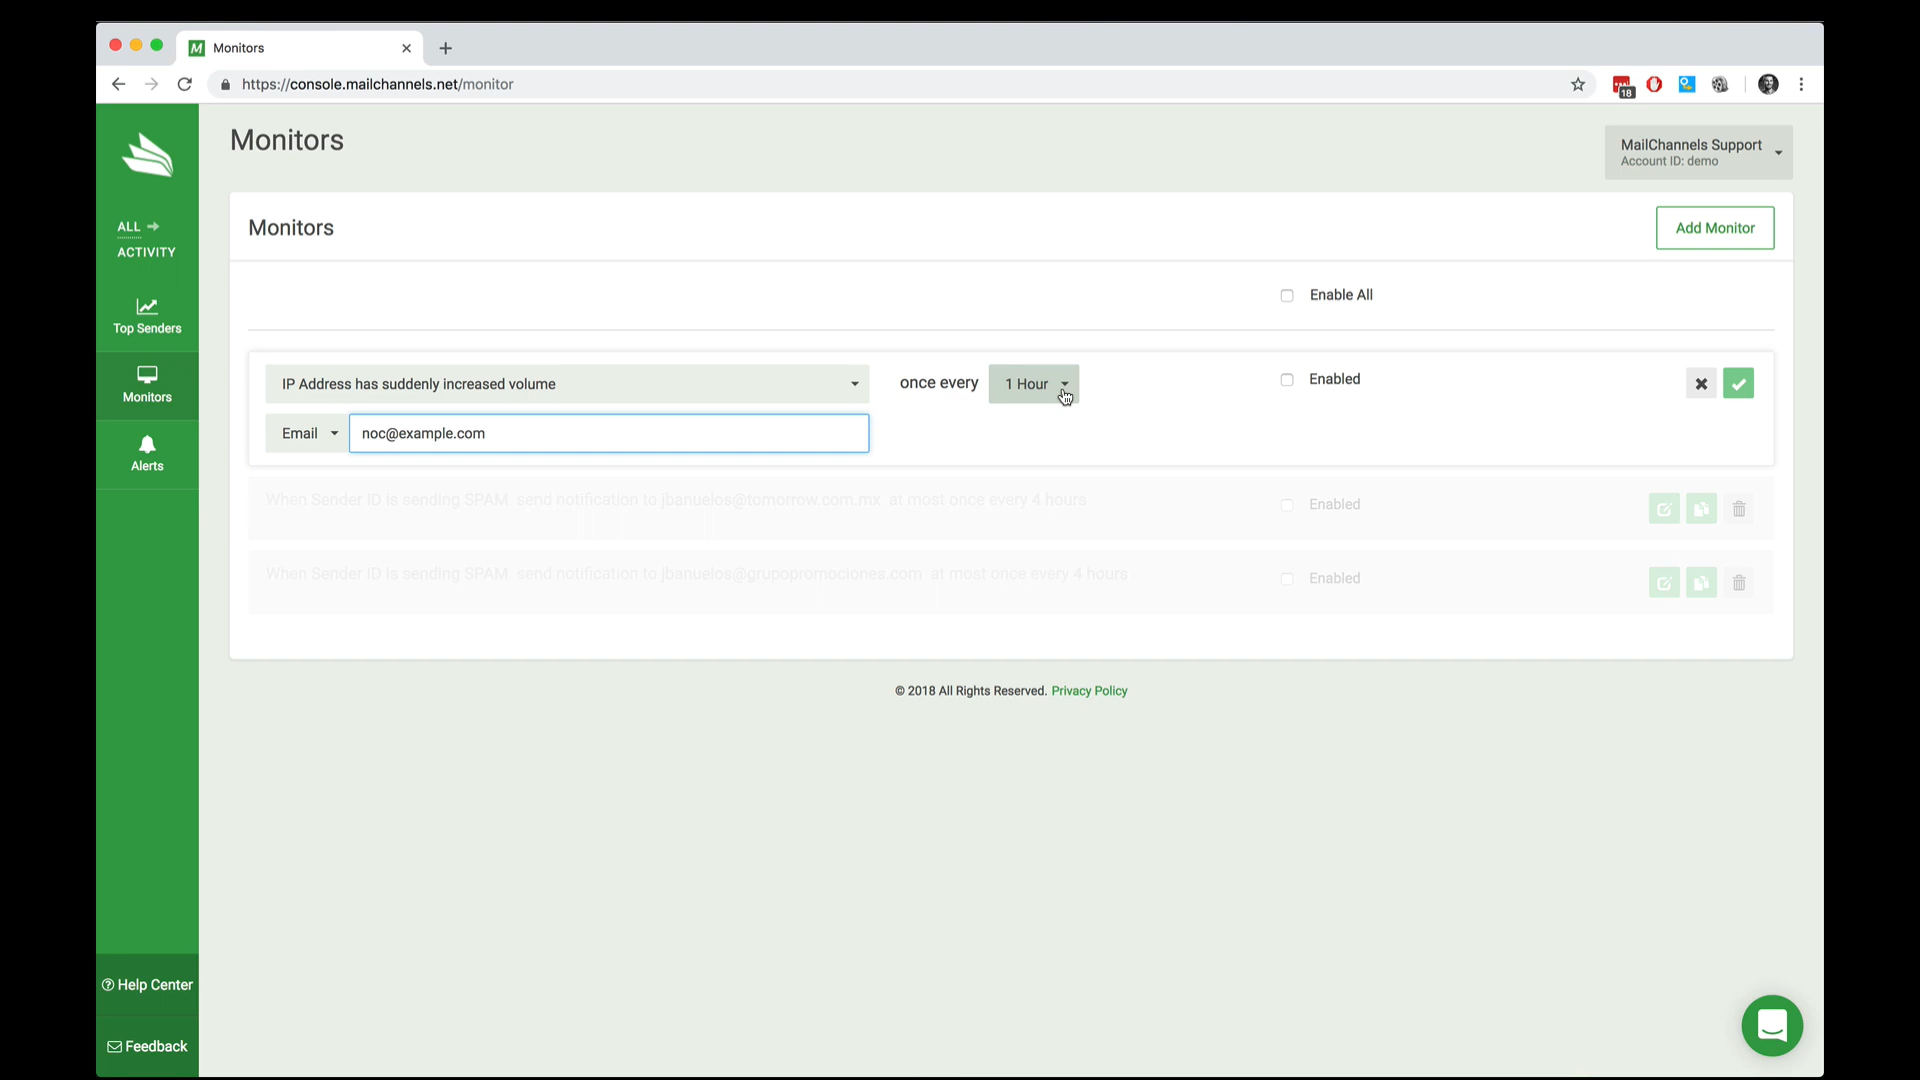 Monitors
https://console.mailchannels.net/monitor
18
Monitors
MailChannels Support
Account ID: demo
ALL
ACTIVITY
Top Senders
Monitors
Alerts
Help Center
Feedback
Monitors
Add Monitor
Enable All
IP Address has suddenly increased volume
once every
1 Hour
Enabled
Email
noc@example.com
When Sender ID is sending SPAM send notification to jbanuelos@tomorrow.com.mx at most once every 4 hours
Enabled
When Sender ID is sending SPAM send notification to jbanuelos@grupopromociones.com at most once every 4 hours
Enabled
© 2018 All Rights Reserved. Privacy Policy